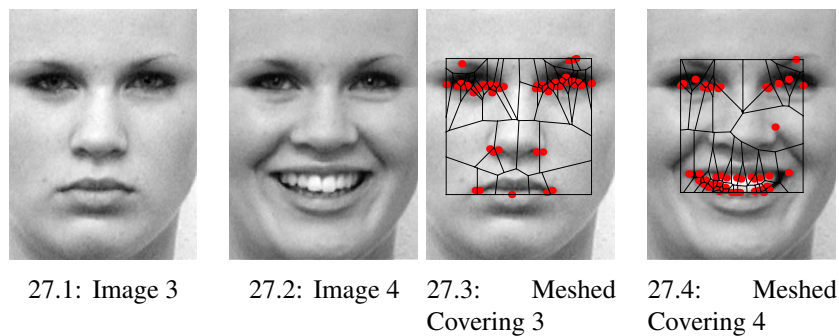 27.1: Image 3
27.2: Image 4
27.3: Meshed
Covering 3
27.4: Meshed
Covering 4